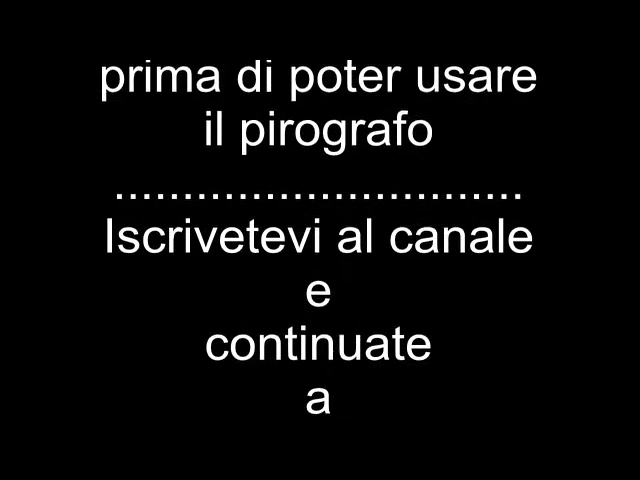 prima di poter usare
il pirografo
..............................
Iscrivetevi al canale
e
continuate
a